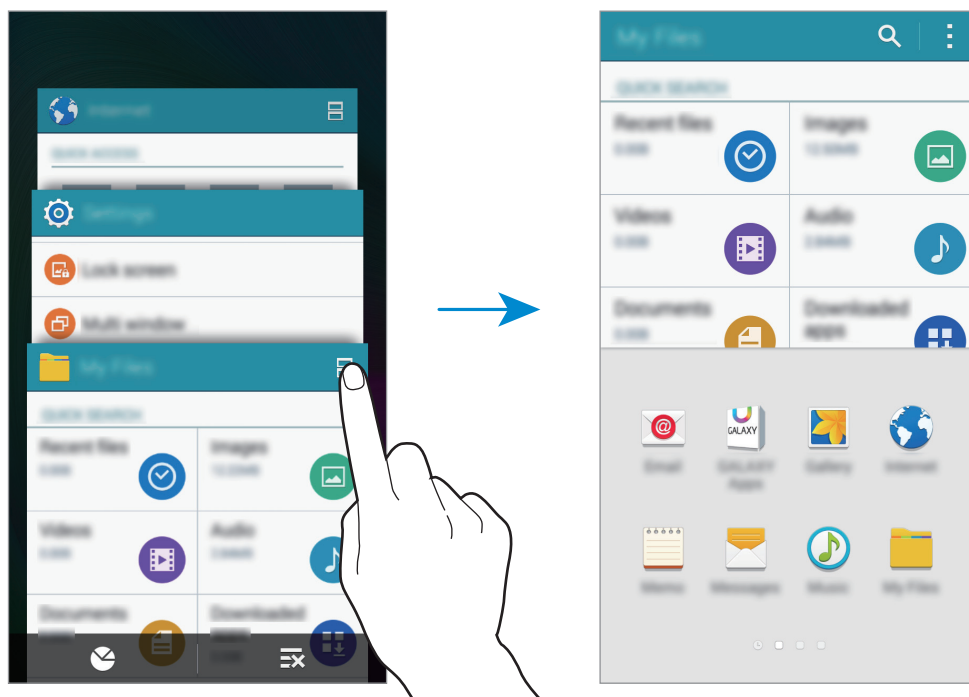 Internet
QUICK ACCESS
Settings
Lock screen
Multi window
My Files
QUICK SEARCH
Recent files Images
Videos Audio
Documents Downloaded
My Files
QUICK SEARCH
Recent files Images
Videos Audio
Documents Downloaded
apps
GALAXY
Email GALAXY Gallery Internet
Apps
Memo Messages Music My Files